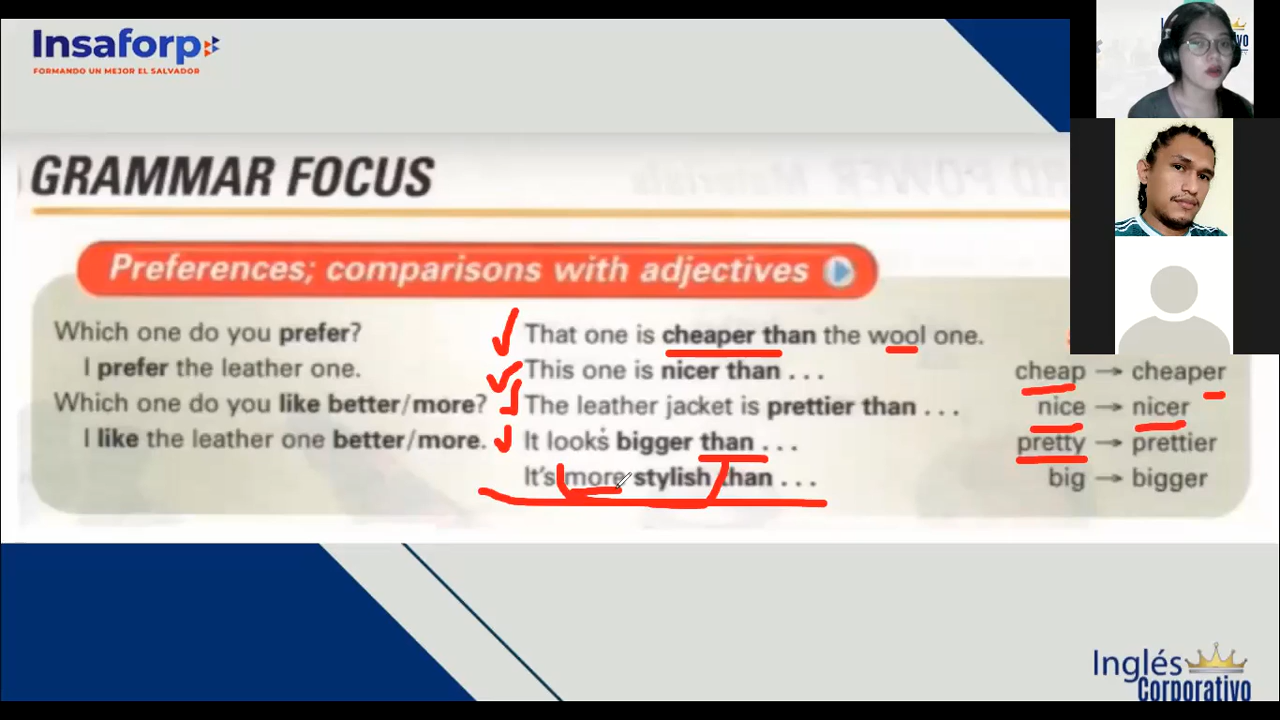 Insaforp
FORMANDO UN MEJOR EL SALVADOR
GRAMMAR FOCUS
Preferences; comparisons with adjectives
Which one do you prefer?
I prefer the leather one.
Which one do you like better/more?
I like the leather one better/more.
That one is cheaper than the wool one.
This one is nicer than . . .
The leather jacket is prettier than . . .
It looks bigger than . . .
It's more stylish than . . .
cheap → cheaper
nice → nicer
pretty → prettier
big → bigger
Inglés
Corporativo